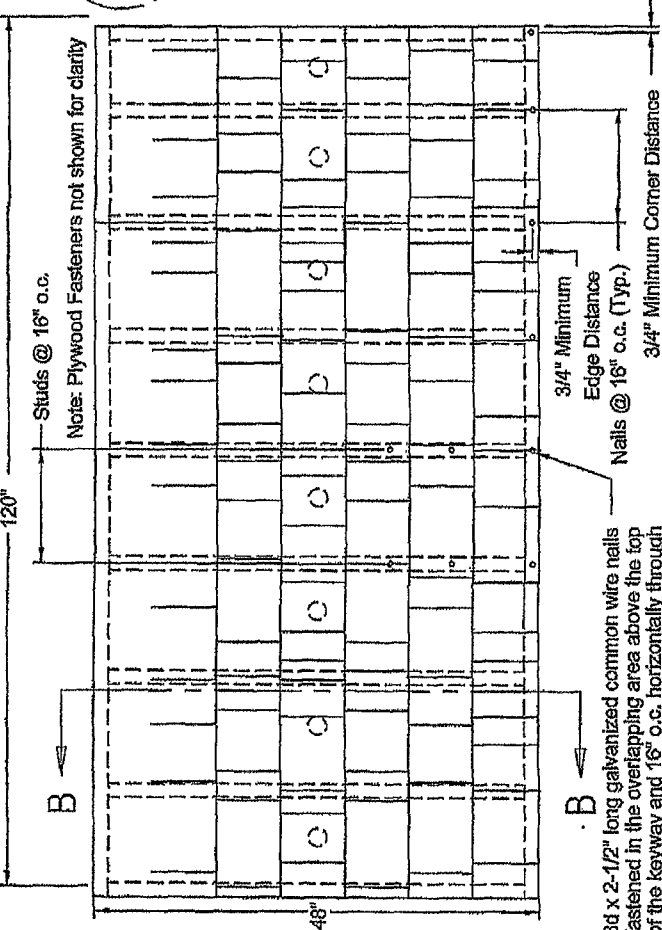 120"
Studs @ 16" o.c.
Note: Plywood Fasteners not shown for clarity
B
48"
B
3/4" Minimum
Edge Distance
Nails @ 16" o.c. (Typ.)
3/4" Minimum Corner Distance
8d x 2-1/2" long galvanized common wire nails
fastened in the overlapping area above the top
of the keyway and 16" o.c. horizontally through